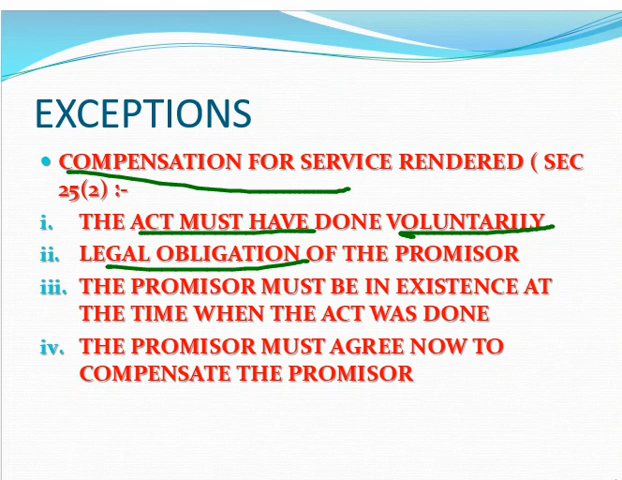 EXCEPTIONS
• COMPENSATION FOR SERVICE RENDERED ( SEC
25(2) :-
i. THE ACT MUST HAVE DONE VOLUNTARILY
ii. LEGAL OBLIGATION OF THE PROMISOR
iii. THE PROMISOR MUST BE IN EXISTENCE AT
THE TIME WHEN THE ACT WAS DONE
iv. THE PROMISOR MUST AGREE NOW TO
COMPENSATE THE PROMISOR